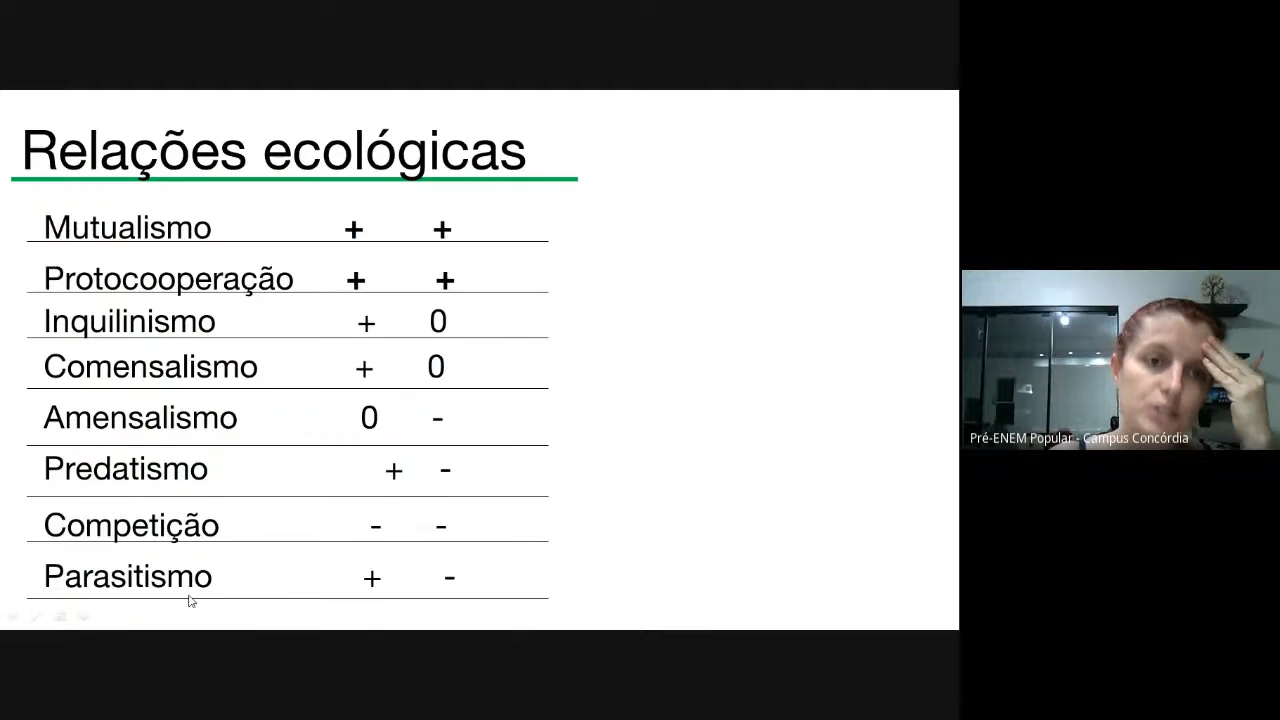 Relações ecológicas
Mutualismo + +
Protocooperação + +
Inquilinismo + 0
Comensalismo + 0
Amensalismo 0 -
Predatismo + -
Competição - -
Parasitismo + -
Pré-ENEM Popular - Campus Concórdia